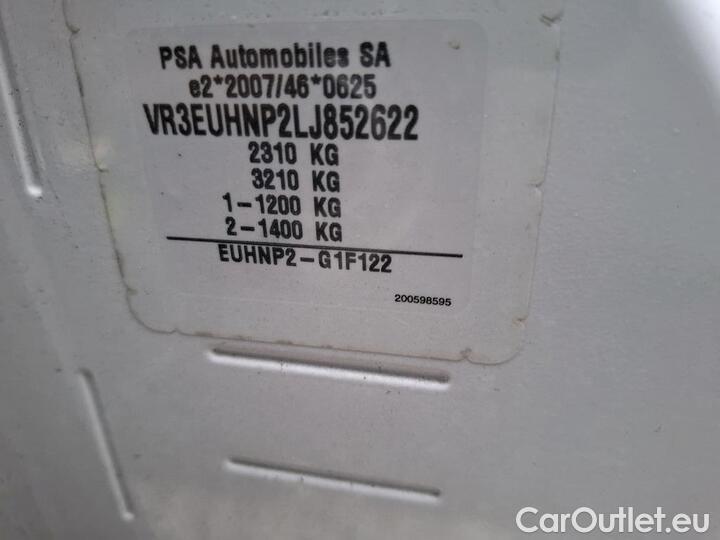 PSA Automobiles SA
e2*2007/46*0625
VR3EUHNP2LJ852622
2310 KG
3210 KG
1-1200 KG
2-1400 KG
EUHNP2-G1F122
200598595
CarOutlet.eu